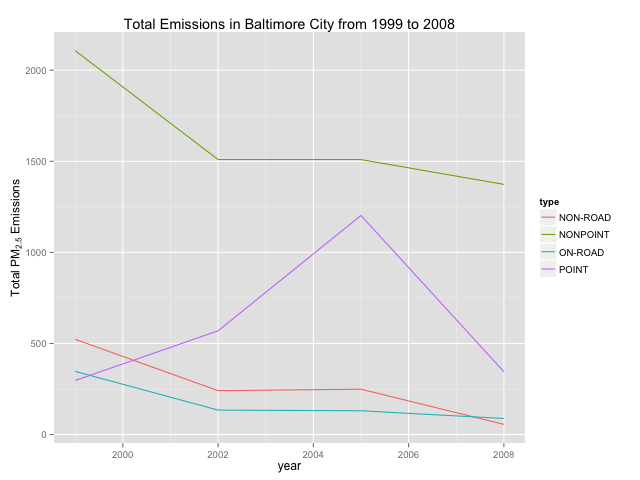 Total Emissions in Baltimore City from 1999 to 2008
Total PM2.5 Emissions
2000
1500
1000
500
0
2000
2002
2004
2006
2008
year
type
NON-ROAD
NONPOINT
ON-ROAD
POINT